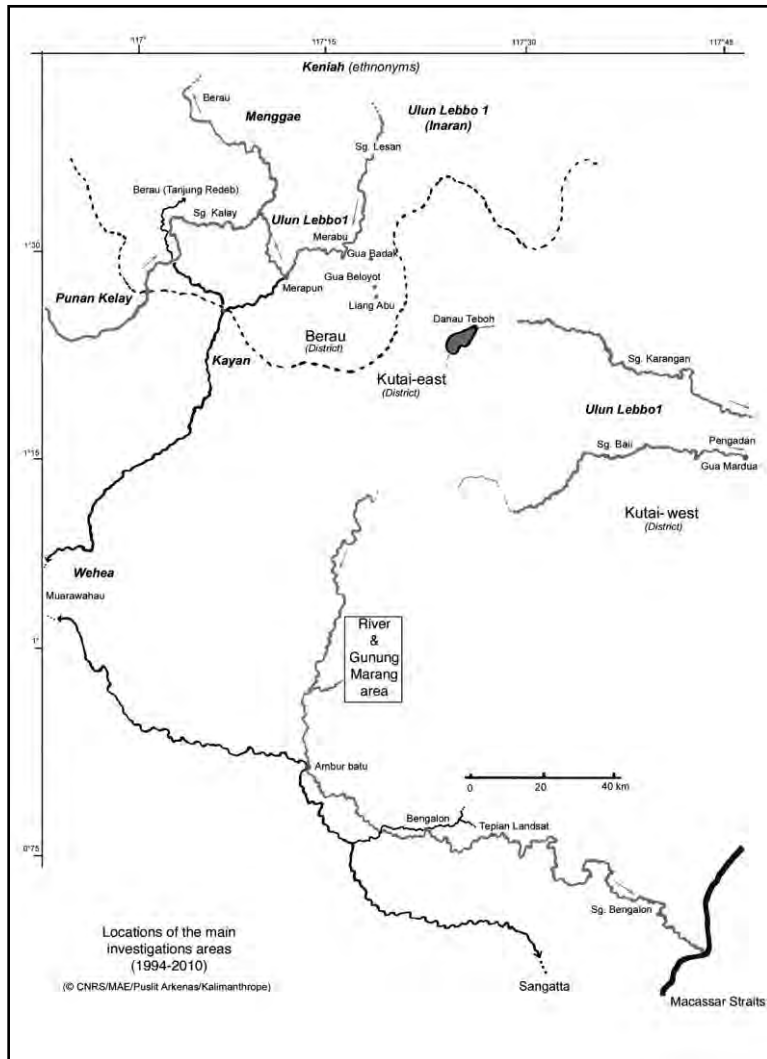 117°
117°15
117°30
117°45
Keniah (ethnonyms)
Berau
Menggae
Ulun Lebbo 1
(Inaran)
Sg. Lesan
Berau (Tanjung Redeb)
Sg. Kalay
Ulun Lebbo1
Merabu
1°30
Gua Badak
Gua Beloyot
Merapun
Liang Abu
Punan Kelay
Danau Teboh
Berau
(District)
Kayan
Sg. Karangan
Kutai-east
(District)
Ulun Lebbo1
1°15
Sg. Baii
Pengadan
Gua Mardua
Kutai-west
(District)
Wehea
Muarawahau
River
&
Gunung
Marang
area
1°
Ambur batu
0
20
40 km
Bengalon
Tepian Landsat
0°75
Sg. Bengalon
Locations of the main
investigations areas
(1994-2010)
(© CNRS/MAE/Puslit Arkenas/Kalimanthrope)
Sangatta
Macassar Straits